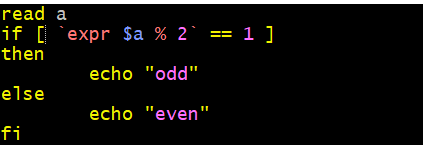 read a
if [ `expr $a % 2` == 1 ]
then
        echo "odd"
else
        echo "even"
fi